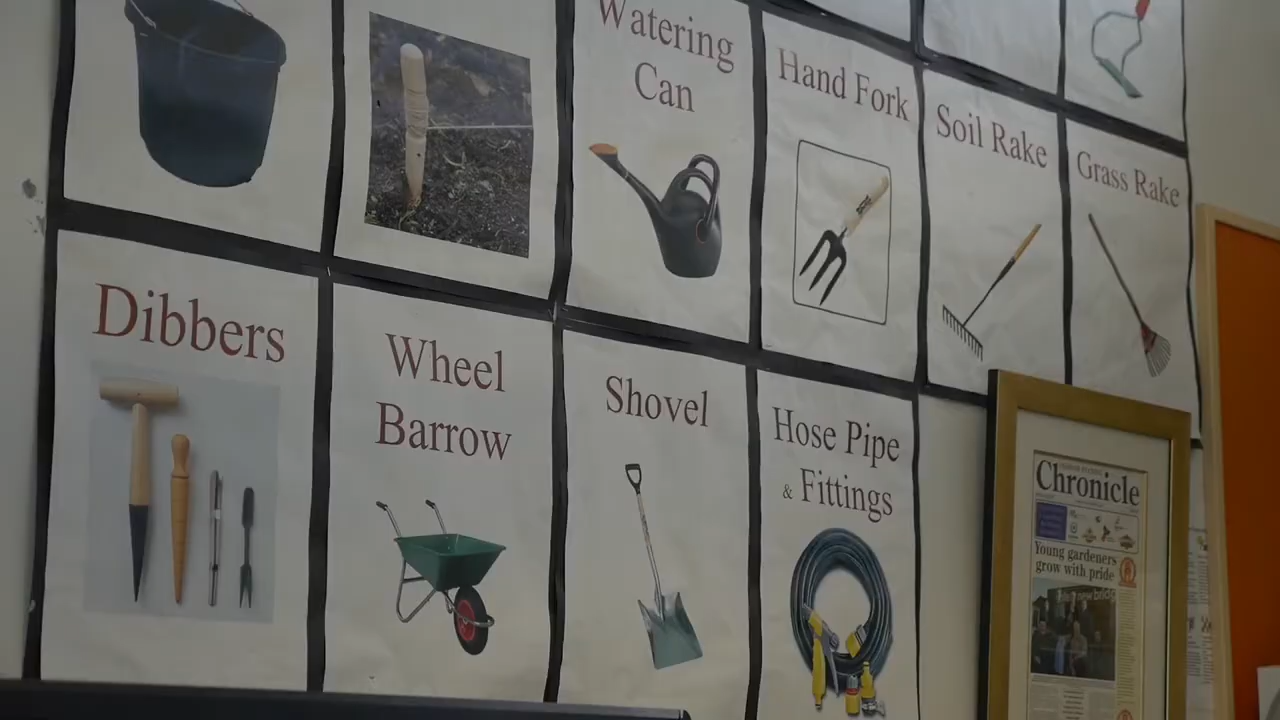 Watering
Can
Hand Fork
Soil Rake
Grass Rake
Dibbers
Wheel
Barrow
Shovel
Hose Pipe
& Fittings
Chronicle
Young gardeners
grow with pride